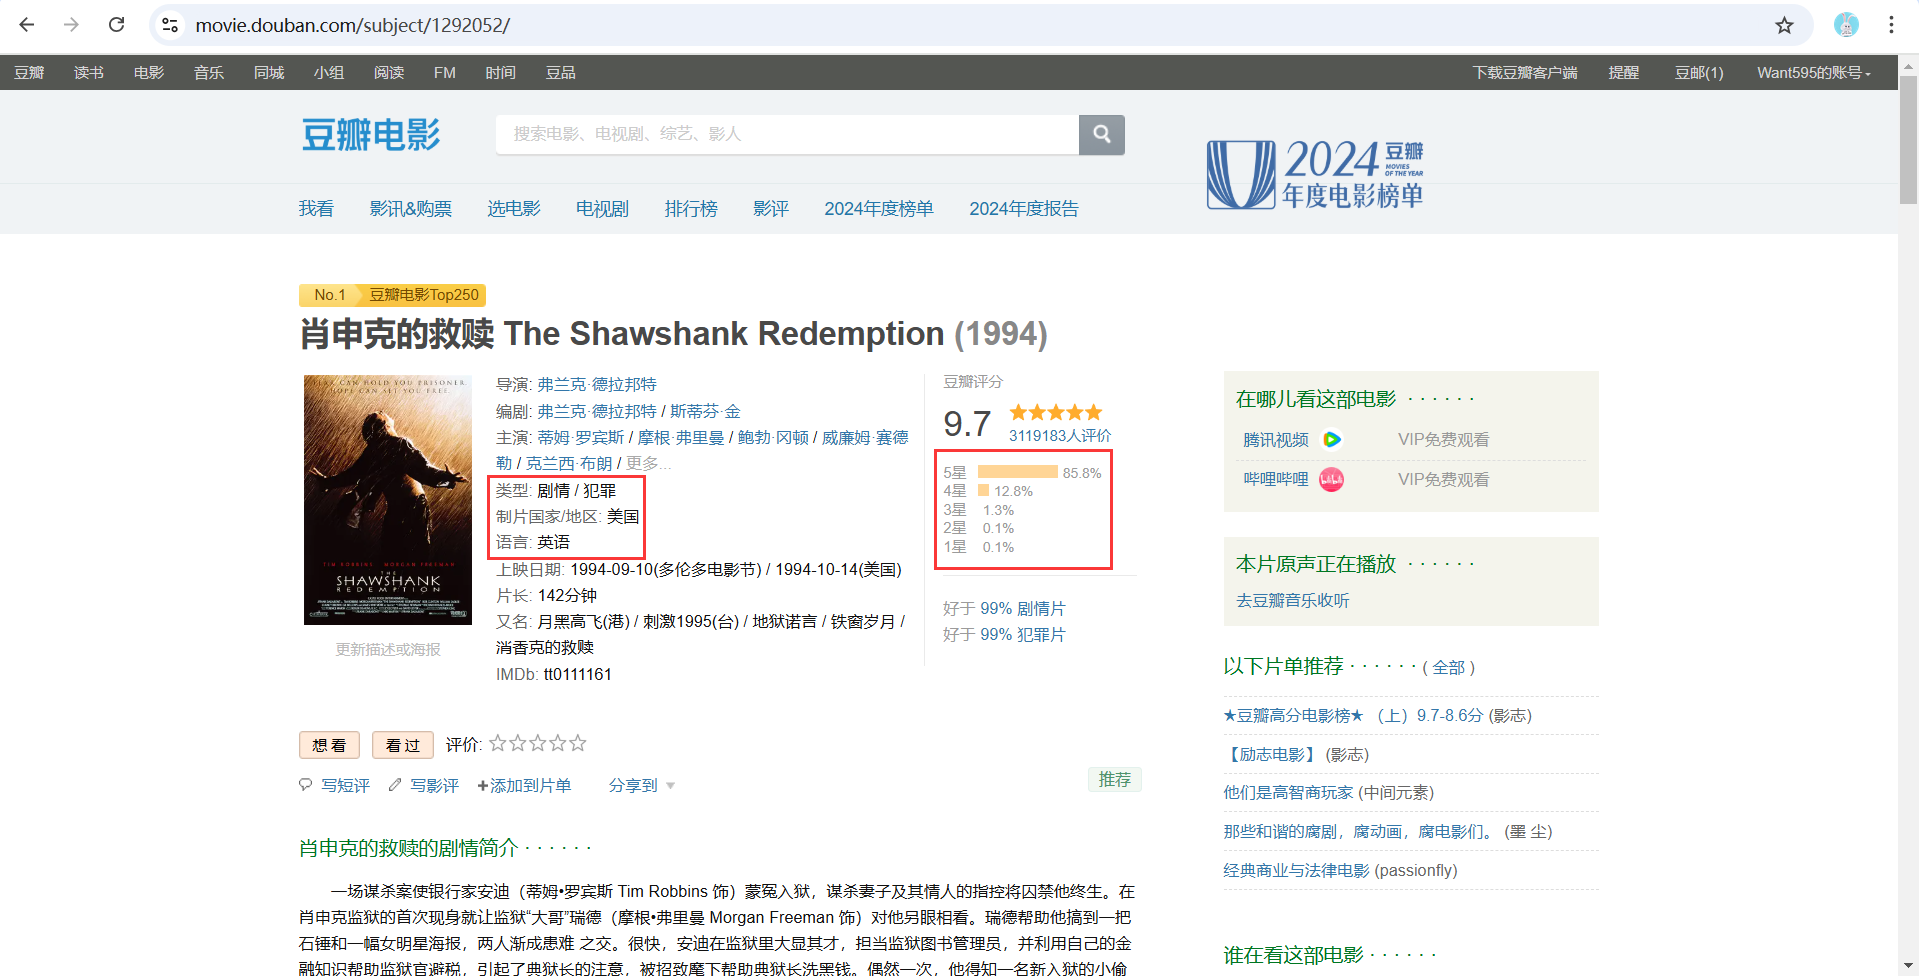 movie.douban.com/subject/1292052/
豆瓣 读书 电影 音乐 同城 小组 阅读 FM 时间 豆品 下载豆瓣客户端 提醒 豆邮(1) Want595的账号
豆瓣电影
搜索电影、电视剧、综艺、影人
2024 豆瓣
MOVIES
OF THE YEAR
年度电影榜单
我看 影讯&购票 选电影 电视剧 排行榜 影评 2024年度榜单 2024年度报告
No.1 豆瓣电影Top250
肖申克的救赎 The Shawshank Redemption (1994)
FEAR CAN HOLD YOU PRISONER.
HOPE CAN SET YOU FREE.
TIM ROBBINS MORGAN FREEMAN
THE
SHAWSHANK
REDEMPTION
更新描述或海报
导演: 弗兰克·德拉邦特
编剧: 弗兰克·德拉邦特 / 斯蒂芬·金
主演: 蒂姆·罗宾斯 / 摩根·弗里曼 / 鲍勃·冈顿 / 威廉姆·赛德
勒 / 克兰西·布朗 / 更多...
类型: 剧情 / 犯罪
制片国家/地区: 美国
语言: 英语
上映日期: 1994-09-10(多伦多电影节) / 1994-10-14(美国)
片长: 142分钟
又名: 月黑高飞(港) / 刺激1995(台) / 地狱诺言 / 铁窗岁月 /
消香克的救赎
IMDb: tt0111161
豆瓣评分
9.7
3119183人评价
5星 85.8%
4星 12.8%
3星 1.3%
2星 0.1%
1星 0.1%
好于 99% 剧情片
好于 99% 犯罪片
想看 看过 评价:
写短评 写影评 +添加到片单 分享到
推荐
肖申克的救赎的剧情简介 · · · · · ·
一场谋杀案使银行家安迪（蒂姆•罗宾斯 Tim Robbins 饰）蒙冤入狱，谋杀妻子及其情人的指控将囚禁他终生。在
肖申克监狱的首次现身就让监狱“大哥”瑞德（摩根•弗里曼 Morgan Freeman 饰）对他另眼相看。瑞德帮助他搞到一把
石锤和一幅女明星海报，两人渐成患难 之交。很快，安迪在监狱里大显其才，担当监狱图书管理员，并利用自己的金
融知识帮助监狱官避税，引起了典狱长的注意，被招致麾下帮助典狱长洗黑钱。偶然一次，他得知一名新入狱的小偷
在哪儿看这部电影 · · · · · ·
腾讯视频 VIP免费观看
哔哩哔哩 VIP免费观看
本片原声正在播放 · · · · · ·
去豆瓣音乐收听
以下片单推荐 · · · · · · ( 全部 )
★豆瓣高分电影榜★ （上）9.7-8.6分 (影志)
【励志电影】 (影志)
他们是高智商玩家 (中间元素)
那些和谐的腐剧，腐动画，腐电影们。 (墨 尘)
经典商业与法律电影 (passionfly)
谁在看这部电影 · · · · · ·